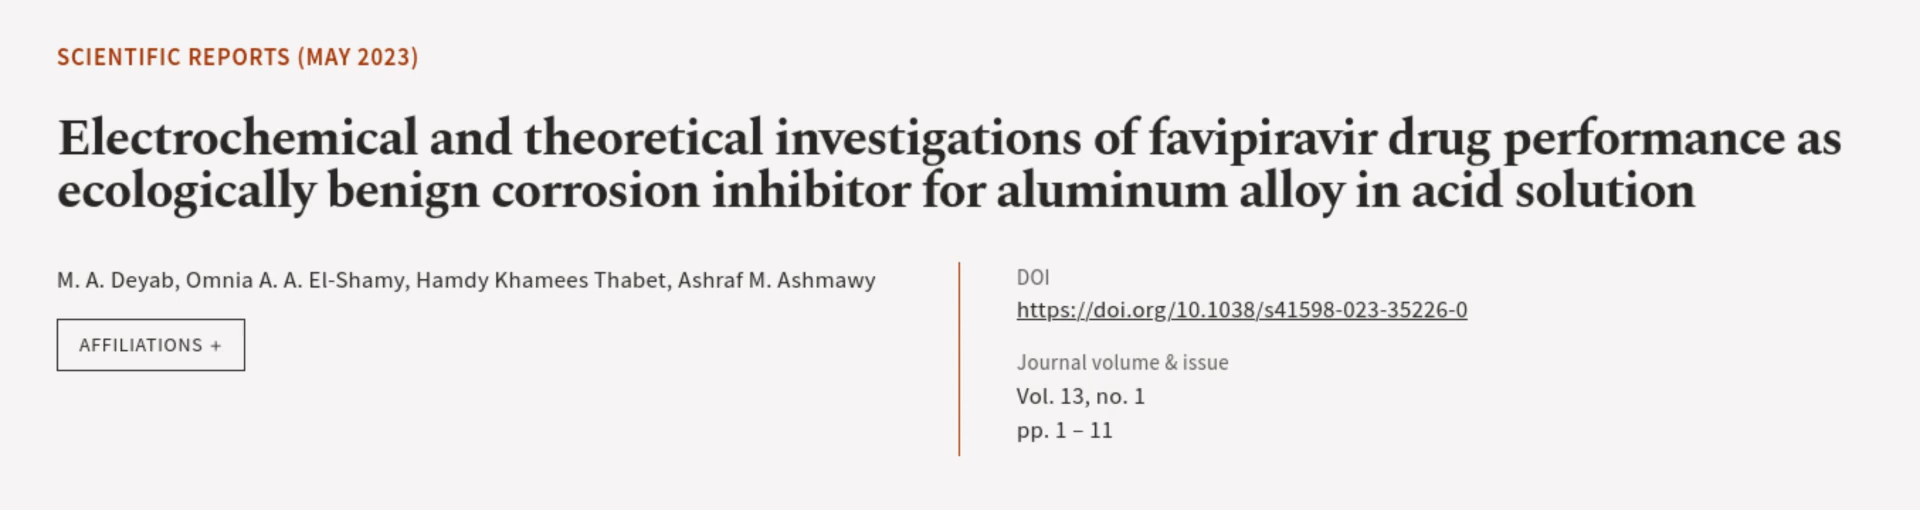 SCIENTIFIC REPORTS (MAY 2023)
Electrochemical and theoretical investigations of favipiravir drug performance as
ecologically benign corrosion inhibitor for aluminum alloy in acid solution
M. A. Deyab, Omnia A. A. El-Shamy, Hamdy Khamees Thabet, Ashraf M. Ashmawy
AFFILIATIONS +
DOI
https://doi.org/10.1038/s41598-023-35226-0
Journal volume & issue
Vol. 13, no. 1
pp. 1 – 11